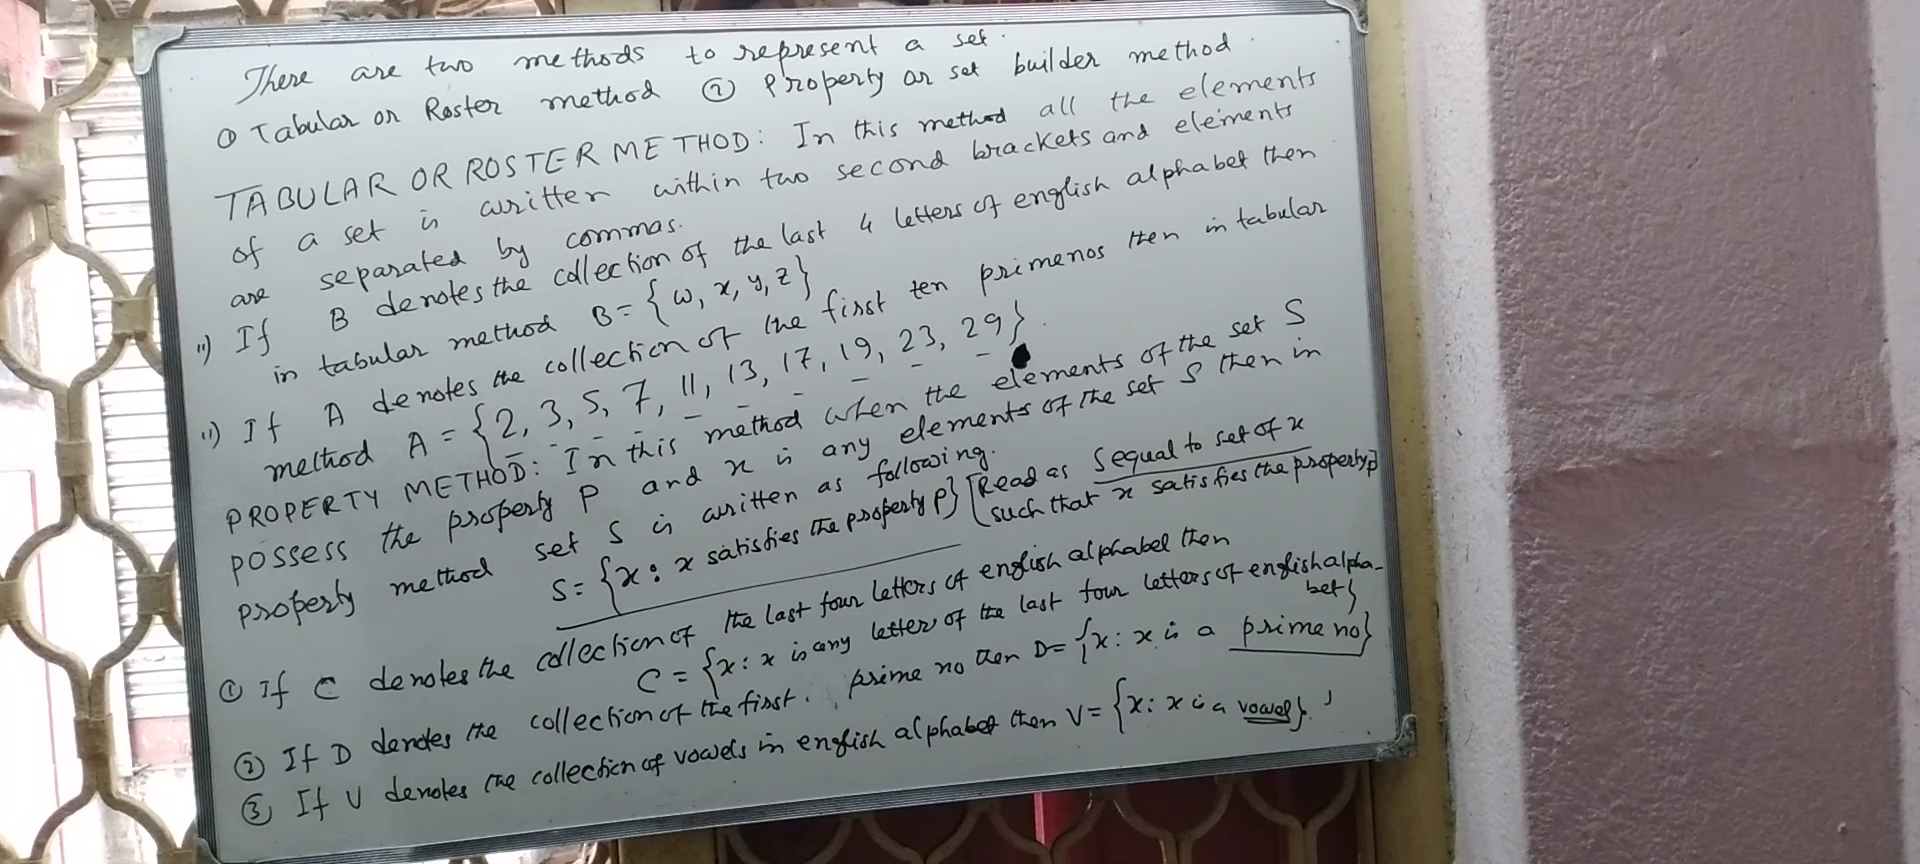 There are two methods to represent a set.
① Tabular or Roster method ② Property or set builder method.
TABULAR OR ROSTER METHOD: In this method all the elements
of a set is written within two second brackets and elements
are separated by commas.
") If B denotes the collection of the last 4 letters of english alphabet then
in tabular method B = {w, x, y, z}
") If A denotes the collection of the first ten primenos then in tabular
method A = {2, 3, 5, 7, 11, 13, 17, 19, 23, 29}.
PROPERTY METHOD: In this method when the elements of the set S
possess the property P and x is any elements of the set S then in
property method set S is written as following.
S = {x : x satisfies the property P} [Read as S equal to set of x
such that x satisfies the property P]
① If C denotes the collection of the last four letters of english alphabet then
C = {x : x is any letter of the last four letters of english alpha-
bet}
② If D denotes the collection of the first. prime no then D = {x : x is a prime no}
③ If V denotes the collection of vowels in english alphabet then V = {x : x is a vowel}.